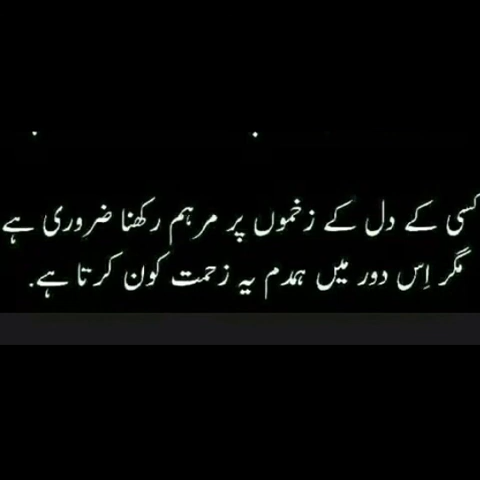 کسی کے دل کے زخموں پر مرہم رکھنا ضروری ہے
مگر اِس دور میں ہمدم یہ زحمت کون کرتا ہے.